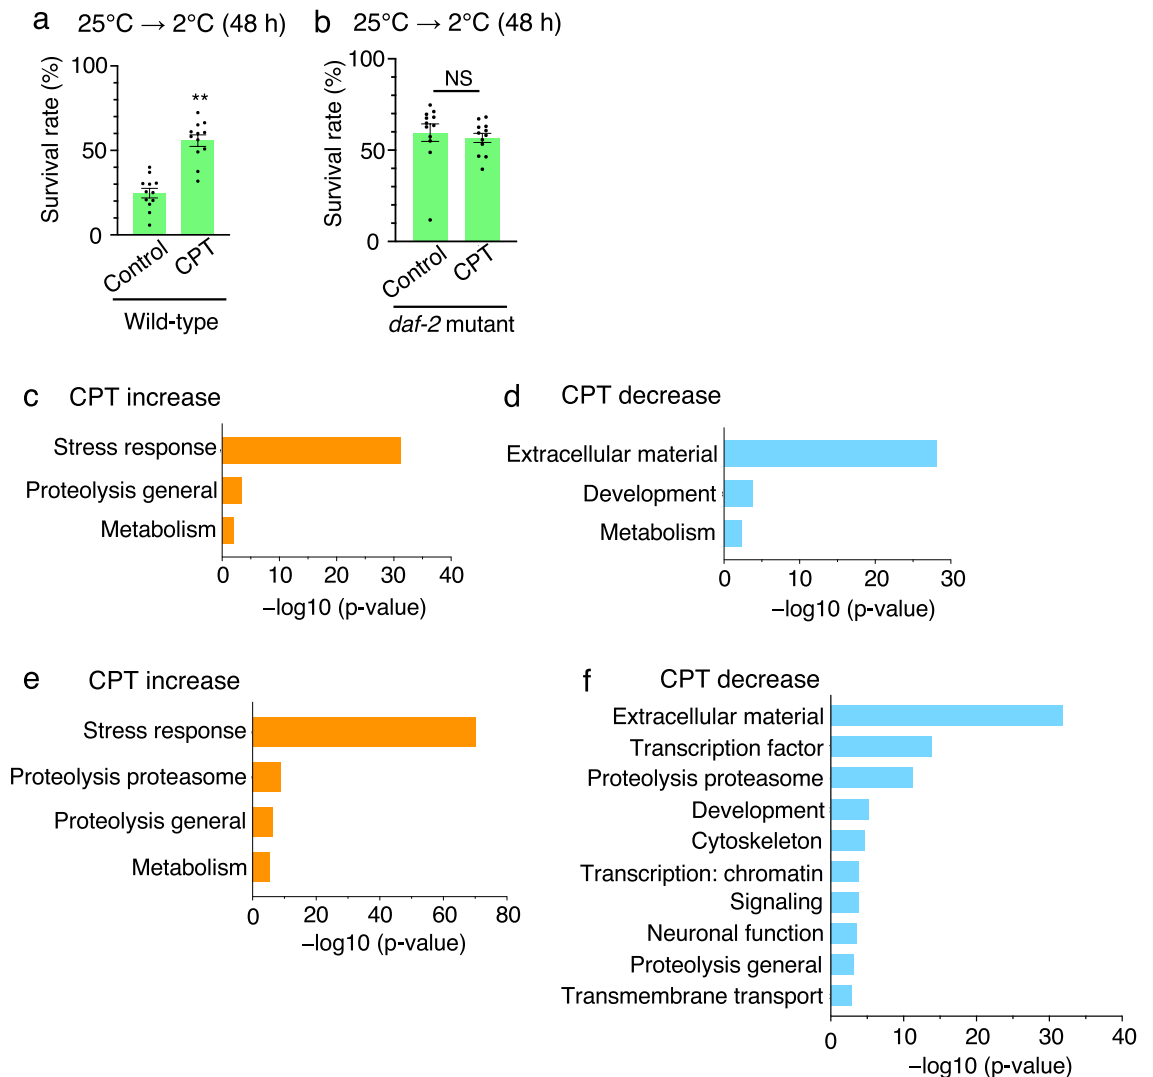 a 25°C → 2°C (48 h)
Survival rate (%)
100
50
0
**
Control
CPT
Wild-type
b 25°C → 2°C (48 h)
Survival rate (%)
100
50
0
NS
Control
CPT
daf-2 mutant
c CPT increase
Stress response
Proteolysis general
Metabolism
0 10 20 30 40
–log10 (p-value)
d CPT decrease
Extracellular material
Development
Metabolism
0 10 20 30
–log10 (p-value)
e CPT increase
Stress response
Proteolysis proteasome
Proteolysis general
Metabolism
0 20 40 60 80
–log10 (p-value)
f CPT decrease
Extracellular material
Transcription factor
Proteolysis proteasome
Development
Cytoskeleton
Transcription: chromatin
Signaling
Neuronal function
Proteolysis general
Transmembrane transport
0 10 20 30 40
–log10 (p-value)